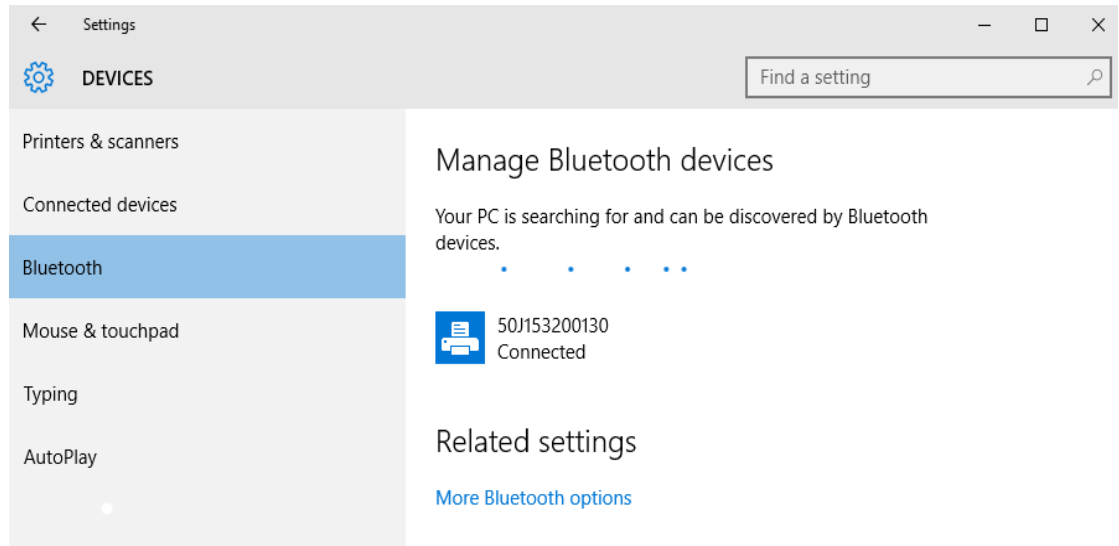 Settings
DEVICES
Find a setting
Printers & scanners
Connected devices
Bluetooth
Mouse & touchpad
Typing
AutoPlay
Manage Bluetooth devices
Your PC is searching for and can be discovered by Bluetooth
devices.
50J153200130
Connected
Related settings
More Bluetooth options